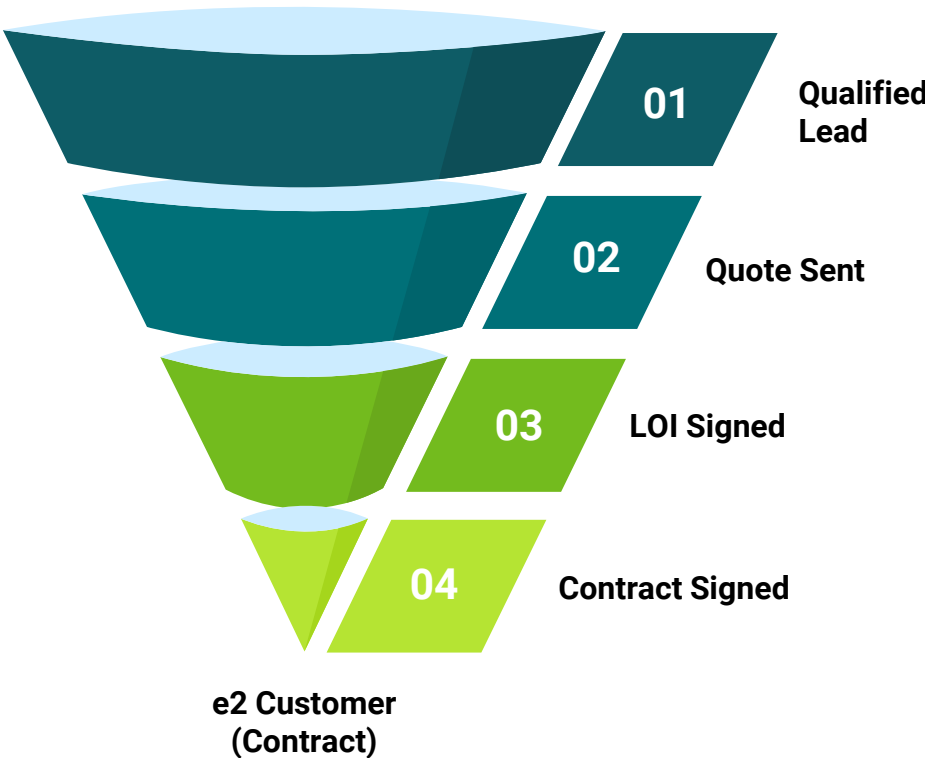 01
Qualified
Lead
02
Quote Sent
03
LOI Signed
04
Contract Signed
e2 Customer
(Contract)